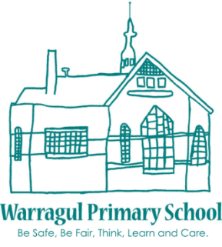 Warragul Primary School
Be Safe, Be Fair, Think, Learn and Care.